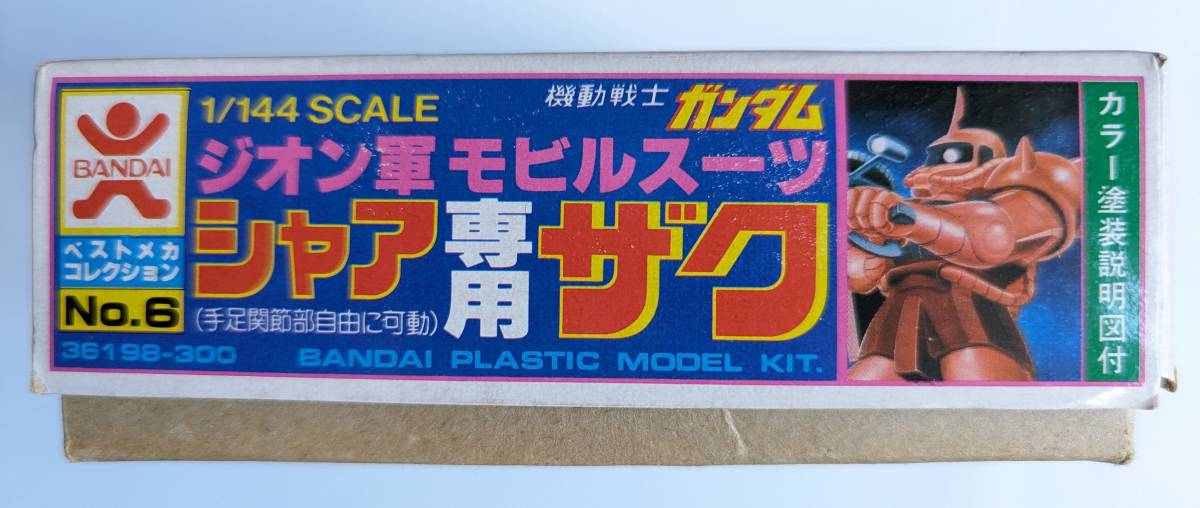 BANDAI
ベストメカ
コレクション
No.6
1/144 SCALE
機動戦士 ガンダム
ジオン軍 モビルスーツ
シャア専用ザク
(手足関節部自由に可動)
36198-300 BANDAI PLASTIC MODEL KIT.
カラー塗装説明図付